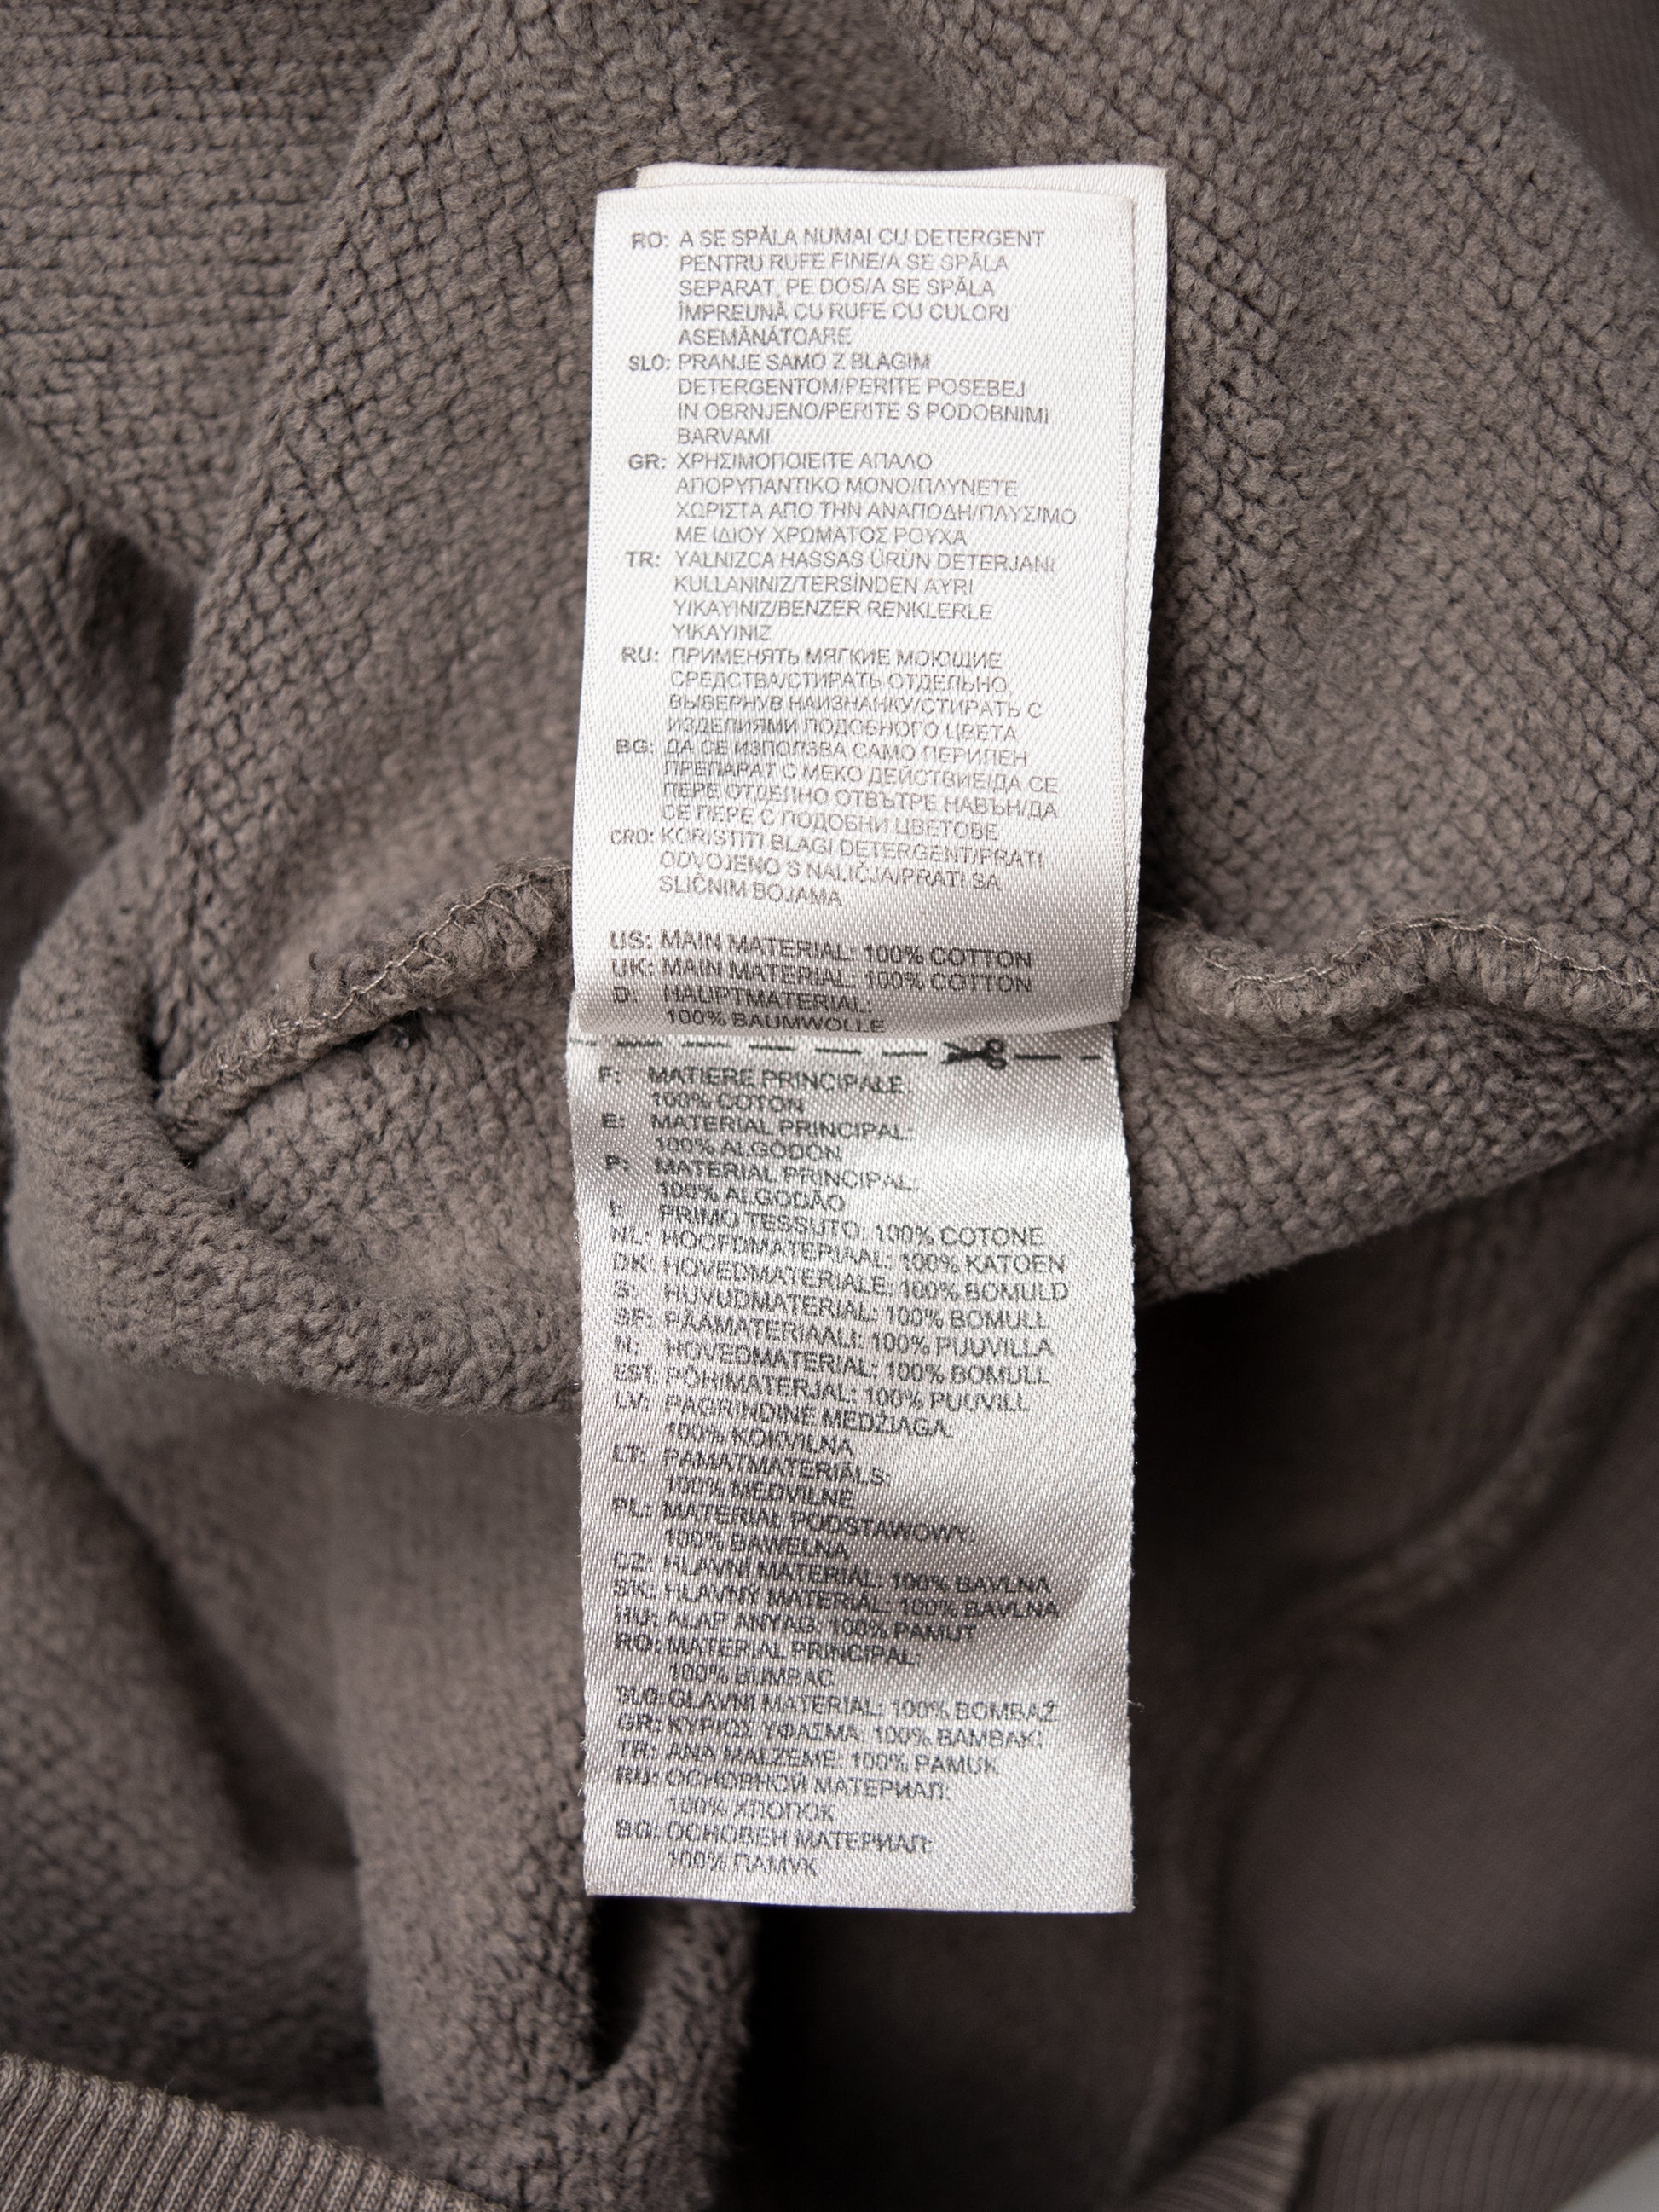 RO: A SE SPĂLA NUMAI CU DETERGENT
PENTRU RUFE FINE/A SE SPĂLA
SEPARAT, PE DOS/A SE SPĂLA
ÎMPREUNĂ CU RUFE CU CULORI
ASEMĂNĂTOARE
SLO: PRANJE SAMO Z BLAGIM
DETERGENTOM/PERITE POSEBEJ
IN OBRNJENO/PERITE S PODOBNIMI
BARVAMI
GR: ΧΡΗΣΙΜΟΠΟΙΕΙΤΕ ΑΠΑΛΟ
ΑΠΟΡΥΠΑΝΤΙΚΟ ΜΟΝΟ/ΠΛΥΝΕΤΕ
ΧΩΡΙΣΤΑ ΑΠΟ ΤΗΝ ΑΝΑΠΟΔΗ/ΠΛΥΣΙΜΟ
ΜΕ ΙΔΙΟΥ ΧΡΩΜΑΤΟΣ ΡΟΥΧΑ
TR: YALNIZCA HASSAS ÜRÜN DETERJANI
KULLANINIZ/TERSİNDEN AYRI
YIKAYINIZ/BENZER RENKLERLE
YIKAYINIZ
RU: ПРИМЕНЯТЬ МЯГКИЕ МОЮЩИЕ
СРЕДСТВА/СТИРАТЬ ОТДЕЛЬНО,
ВЫВЕРНУВ НАИЗНАНКУ/СТИРАТЬ С
ИЗДЕЛИЯМИ ПОДОБНОГО ЦВЕТА
BG: ДА СЕ ИЗПОЛЗВА САМО ПЕРИЛЕН
ПРЕПАРАТ С МЕКО ДЕЙСТВИЕ/ДА СЕ
ПЕРЕ ОТДЕЛНО ОТВЪТРЕ НАВЪН/ДА
СЕ ПЕРЕ С ПОДОБНИ ЦВЕТОВЕ
CRO: KORISTITI BLAGI DETERGENT/PRATI
ODVOJENO S NALIČJA/PRATI SA
SLIČNIM BOJAMA
US: MAIN MATERIAL: 100% COTTON
UK: MAIN MATERIAL: 100% COTTON
D: HAUPTMATERIAL:
100% BAUMWOLLE
F: MATIERE PRINCIPALE:
100% COTON
E: MATERIAL PRINCIPAL:
100% ALGODON
P: MATERIAL PRINCIPAL:
100% ALGODÃO
I: PRIMO TESSUTO: 100% COTONE
NL: HOOFDMATERIAAL: 100% KATOEN
DK: HOVEDMATERIALE: 100% BOMULD
S: HUVUDMATERIAL: 100% BOMULL
SF: PÄÄMATERIAALI: 100% PUUVILLA
N: HOVEDMATERIAL: 100% BOMULL
EST: PÕHIMATERJAL: 100% PUUVILL
LV: PAGRINDINĖ MEDŽIAGA:
100% KOKVILNA
LT: PAMATMATERIĀLS:
100% MEDVILNĖ
PL: MATERIAŁ PODSTAWOWY:
100% BAWEŁNA
CZ: HLAVNÍ MATERIÁL: 100% BAVLNA
SK: HLAVNÝ MATERIÁL: 100% BAVLNA
HU: ALAP ANYAG: 100% PAMUT
RO: MATERIAL PRINCIPAL:
100% BUMBAC
SLO: GLAVNI MATERIAL: 100% BOMBAŽ
GR: ΚΥΡΙΟΣ ΥΦΑΣΜΑ: 100% ΒΑΜΒΑΚΙ
TR: ANA MALZEME: 100% PAMUK
RU: ОСНОВНОЙ МАТЕРИАЛ:
100% ХЛОПОК
BG: ОСНОВЕН МАТЕРИАЛ:
100% ПАМУК